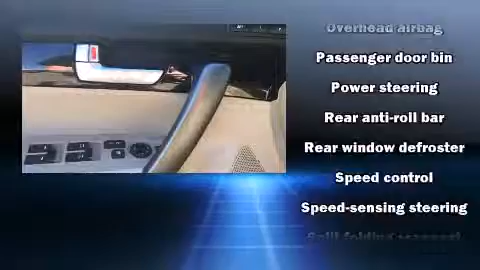 Overhead airbag
Passenger door bin
Power steering
Rear anti-roll bar
Rear window defroster
Speed control
Speed-sensing steering